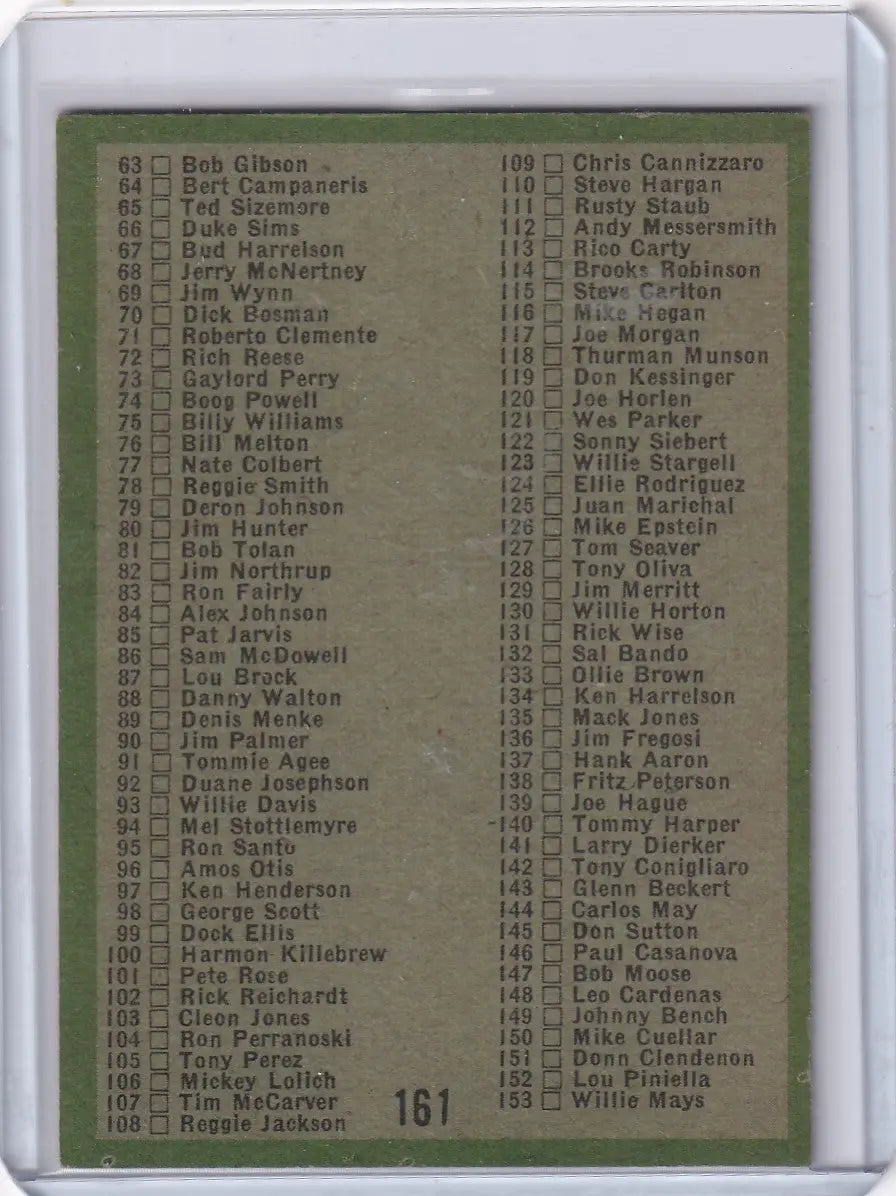 63 Bob Gibson
64 Bert Campaneris
65 Ted Sizemore
66 Duke Sims
67 Bud Harrelson
68 Jerry McNertney
69 Jim Wynn
70 Dick Bosman
71 Roberto Clemente
72 Rich Reese
73 Gaylord Perry
74 Boog Powell
75 Billy Williams
76 Bill Melton
77 Nate Colbert
78 Reggie Smith
79 Deron Johnson
80 Jim Hunter
81 Bob Tolan
82 Jim Northrup
83 Ron Fairly
84 Alex Johnson
85 Pat Jarvis
86 Sam McDowell
87 Lou Brock
88 Danny Walton
89 Denis Menke
90 Jim Palmer
91 Tommie Agee
92 Duane Josephson
93 Willie Davis
94 Mel Stottlemyre
95 Ron Santo
96 Amos Otis
97 Ken Henderson
98 George Scott
99 Dock Ellis
100 Harmon Killebrew
101 Pete Rose
102 Rick Reichardt
103 Cleon Jones
104 Ron Perranoski
105 Tony Perez
106 Mickey Lolich
107 Tim McCarver
108 Reggie Jackson
109 Chris Cannizzaro
110 Steve Hargan
111 Rusty Staub
112 Andy Messersmith
113 Rico Carty
114 Brooks Robinson
115 Steve Carlton
116 Mike Hegan
117 Joe Morgan
118 Thurman Munson
119 Don Kessinger
120 Joe Horlen
121 Wes Parker
122 Sonny Siebert
123 Willie Stargell
124 Ellie Rodriguez
125 Juan Marichal
126 Mike Epstein
127 Tom Seaver
128 Tony Oliva
129 Jim Merritt
130 Willie Horton
131 Rick Wise
132 Sal Bando
133 Ollie Brown
134 Ken Harrelson
135 Mack Jones
136 Jim Fregosi
137 Hank Aaron
138 Fritz Peterson
139 Joe Hague
140 Tommy Harper
141 Larry Dierker
142 Tony Conigliaro
143 Glenn Beckert
144 Carlos May
145 Don Sutton
146 Paul Casanova
147 Bob Moose
148 Leo Cardenas
149 Johnny Bench
150 Mike Cuellar
151 Donn Clendenon
152 Lou Piniella
153 Willie Mays
161